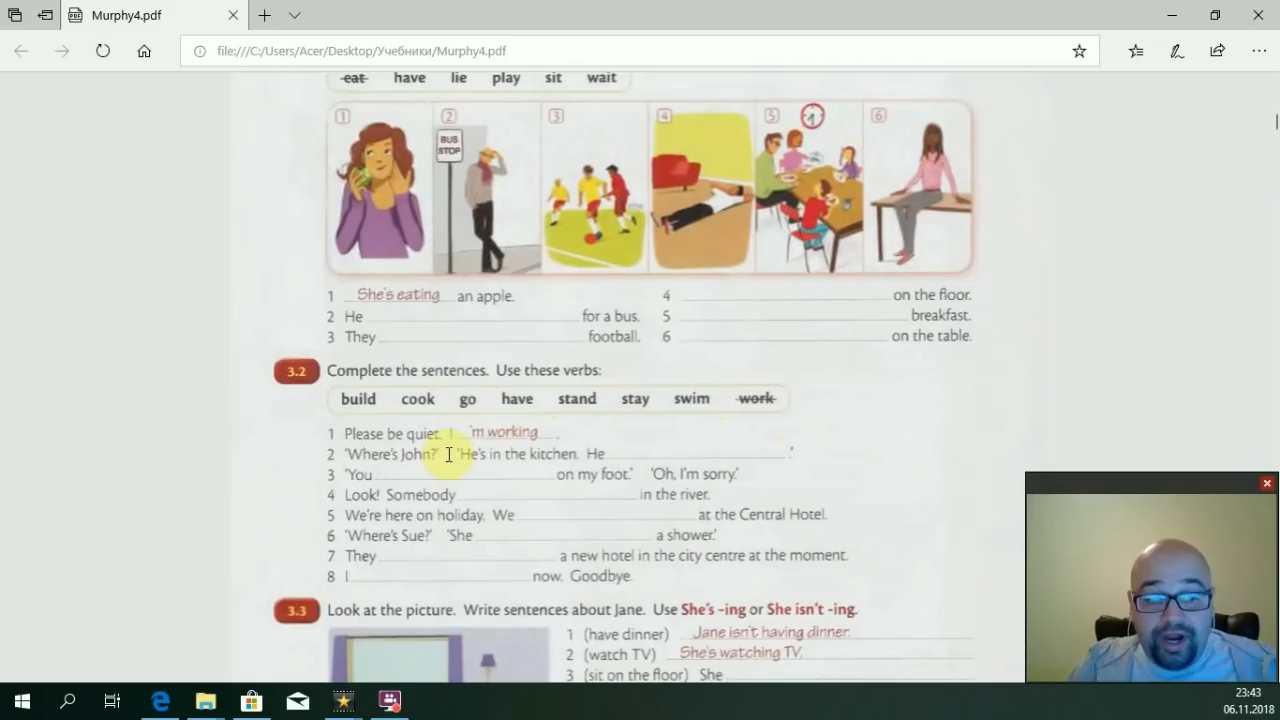 Murphy4.pdf
file:///C:/Users/Acer/Desktop/Учебники/Murphy4.pdf
eat have lie play sit wait
1 2 3 4 5 6
BUS
STOP
1 She's eating an apple.
2 He for a bus.
3 They football.
4 on the floor.
5 breakfast.
6 on the table.
3.2 Complete the sentences. Use these verbs:
build cook go have stand stay swim work
1 Please be quiet. I 'm working .
2 'Where's John?' 'He's in the kitchen. He .'
3 'You on my foot.' 'Oh, I'm sorry.'
4 Look! Somebody in the river.
5 We're here on holiday. We at the Central Hotel.
6 'Where's Sue?' 'She a shower.'
7 They a new hotel in the city centre at the moment.
8 I now. Goodbye.
3.3 Look at the picture. Write sentences about Jane. Use She's -ing or She isn't -ing.
1 (have dinner) Jane isn't having dinner.
2 (watch TV) She's watching TV.
3 (sit on the floor) She
23:43
06.11.2018